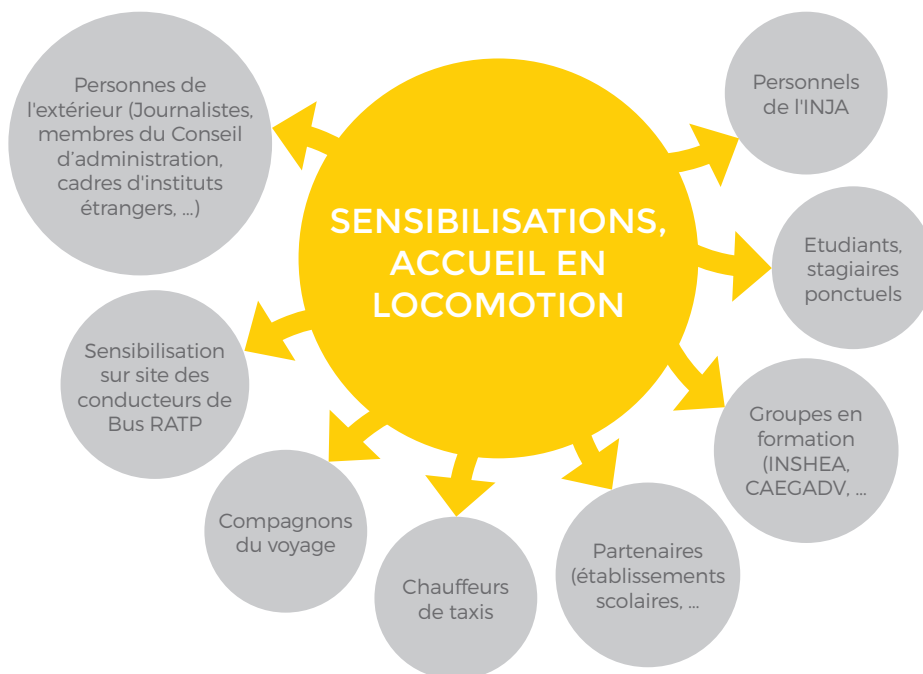 Personnes de
l'extérieur (Journalistes,
membres du Conseil
d'administration,
cadres d'instituts
étrangers, ...)
SENSIBILISATIONS,
ACCUEIL EN
LOCOMOTION
Personnels
de l'INJA
Etudiants,
stagiaires
ponctuels
Groupes en
formation
(INSHEA,
CAEGADV, ...
Partenaires
(établissements
scolaires, ...
Chauffeurs
de taxis
Compagnons
du voyage
Sensibilisation
sur site des
conducteurs de
Bus RATP